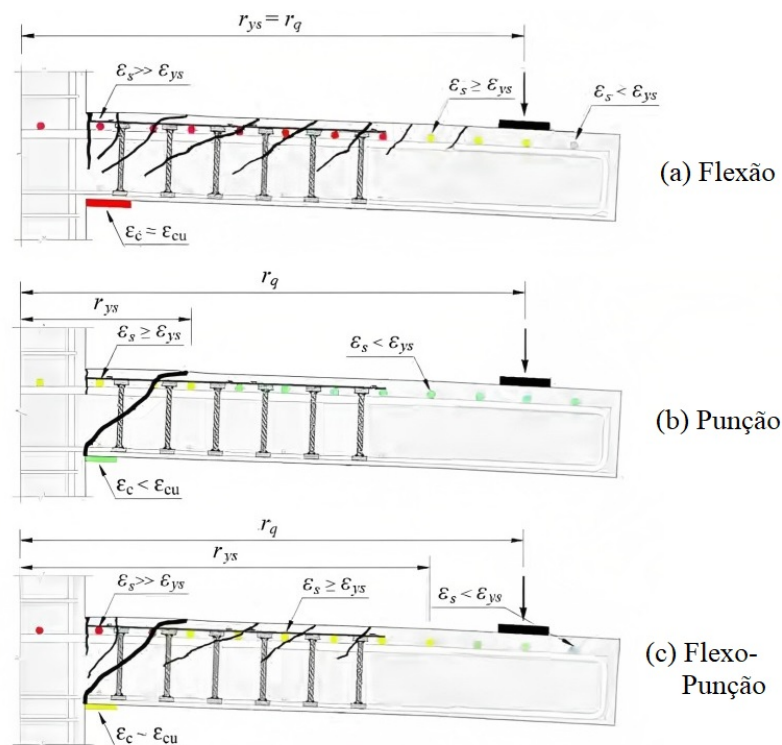 r_ys = r_q
ε_s>> ε_ys
ε_s ≥ ε_ys
ε_s < ε_ys
(a) Flexão
ε_c = ε_cu
r_q
r_ys
ε_s ≥ ε_ys
ε_s < ε_ys
(b) Punção
ε_c < ε_cu
r_q
r_ys
ε_s>> ε_ys
ε_s ≥ ε_ys
ε_s < ε_ys
(c) Flexo-
Punção
ε_c ~ ε_cu